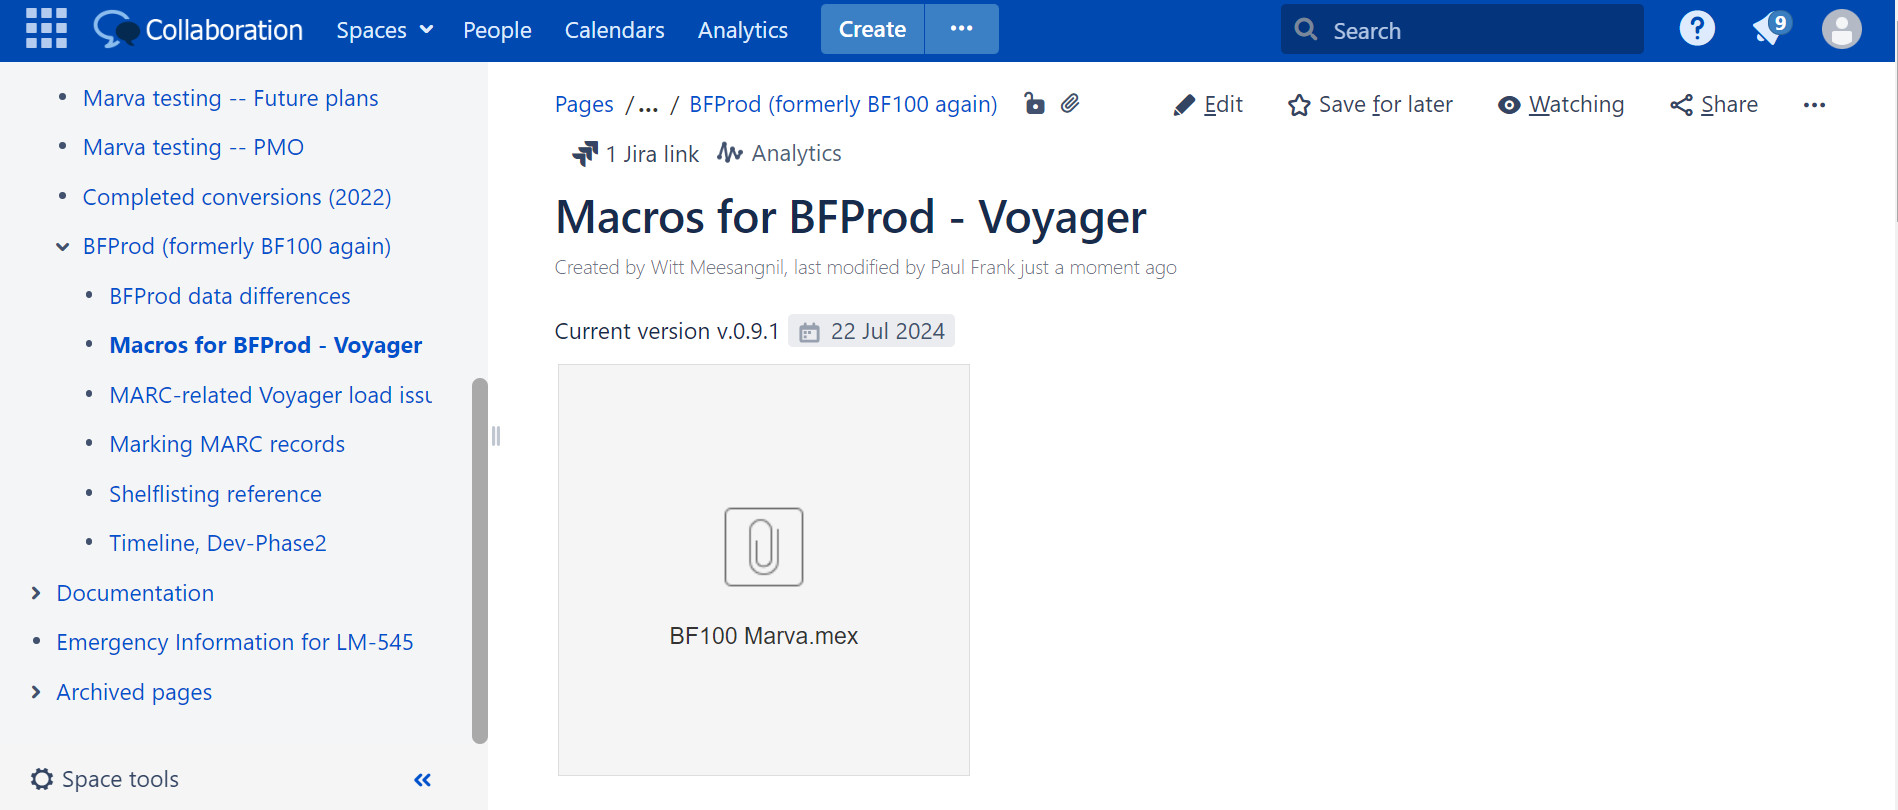 Collaboration Spaces People Calendars Analytics Create ··· Search ? 9
Marva testing -- Future plans
Marva testing -- PMO
Completed conversions (2022)
BFProd (formerly BF100 again)
BFProd data differences
Macros for BFProd - Voyager
MARC-related Voyager load issu
Marking MARC records
Shelflisting reference
Timeline, Dev-Phase2
Documentation
Emergency Information for LM-545
Archived pages
Space tools «
Pages / ... / BFProd (formerly BF100 again) Edit Save for later Watching Share ···
1 Jira link Analytics
Macros for BFProd - Voyager
Created by Witt Meesangnil, last modified by Paul Frank just a moment ago
Current version v.0.9.1 22 Jul 2024
BF100 Marva.mex